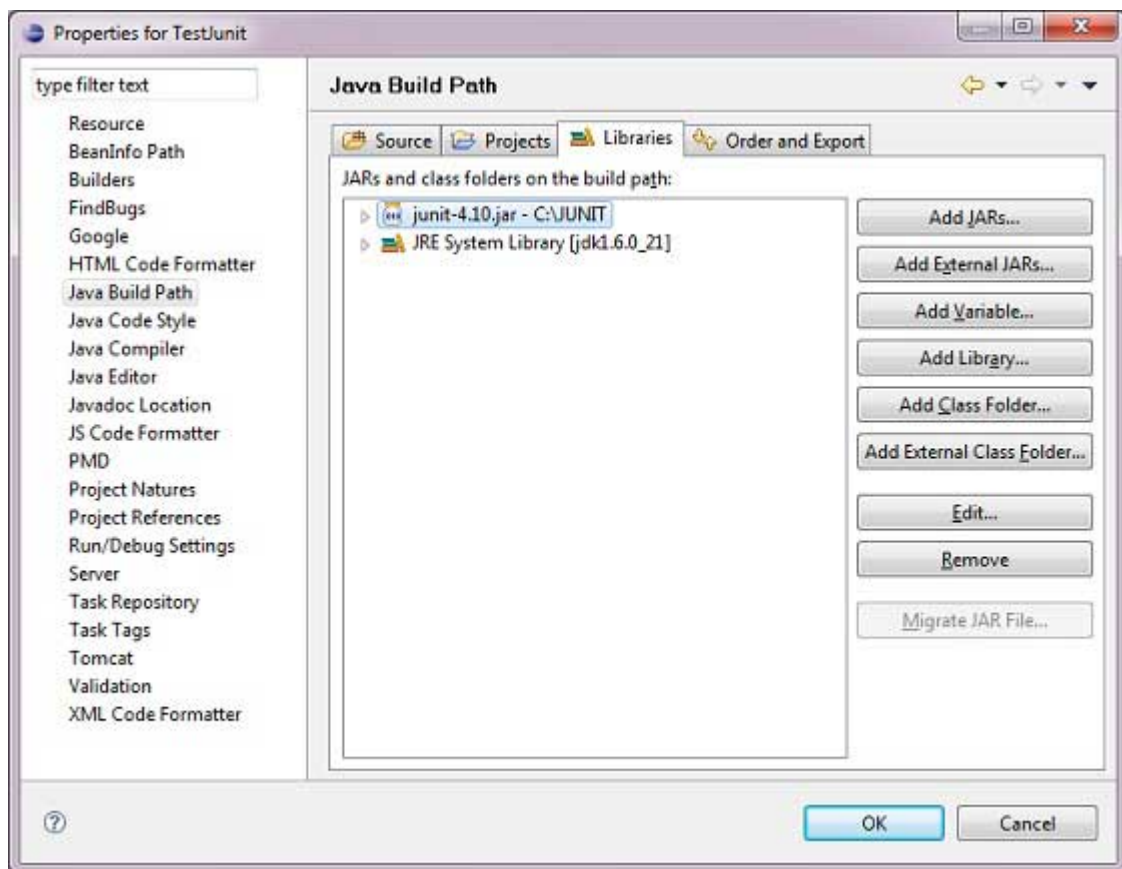 Properties for TestJunit
type filter text
Resource
BeanInfo Path
Builders
FindBugs
Google
HTML Code Formatter
Java Build Path
Java Code Style
Java Compiler
Java Editor
Javadoc Location
JS Code Formatter
PMD
Project Natures
Project References
Run/Debug Settings
Server
Task Repository
Task Tags
Tomcat
Validation
XML Code Formatter
Java Build Path
Source Projects Libraries Order and Export
JARs and class folders on the build path:
junit-4.10.jar - C:\JUNIT
JRE System Library [jdk1.6.0_21]
Add JARs...
Add External JARs...
Add Variable...
Add Library...
Add Class Folder...
Add External Class Folder...
Edit...
Remove
Migrate JAR File...
?
OK Cancel